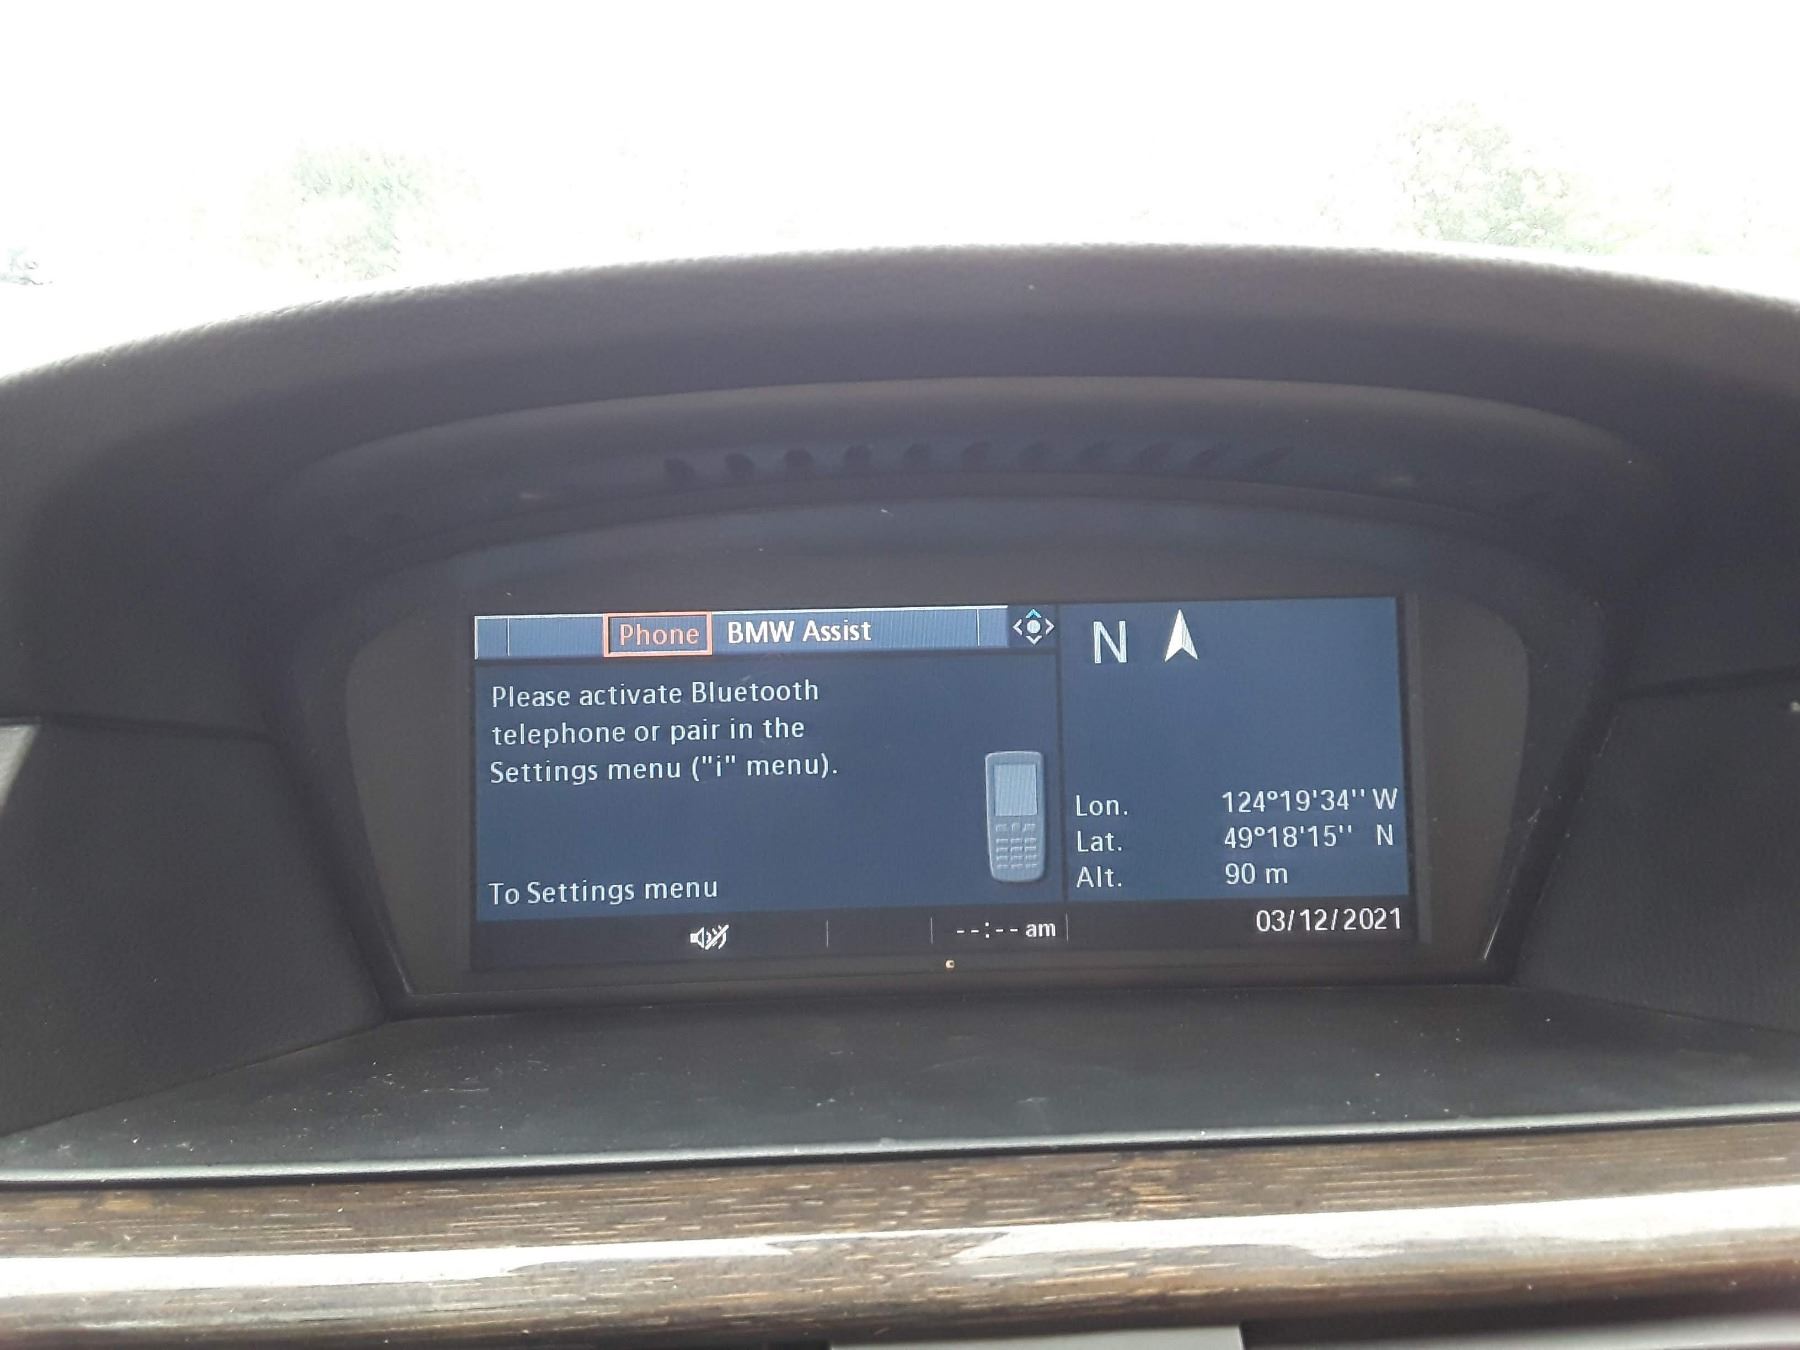 Phone BMW Assist
Please activate Bluetooth
telephone or pair in the
Settings menu ("i" menu).
To Settings menu
N
Lon. 124°19'34'' W
Lat. 49°18'15'' N
Alt. 90 m
--:-- am
03/12/2021